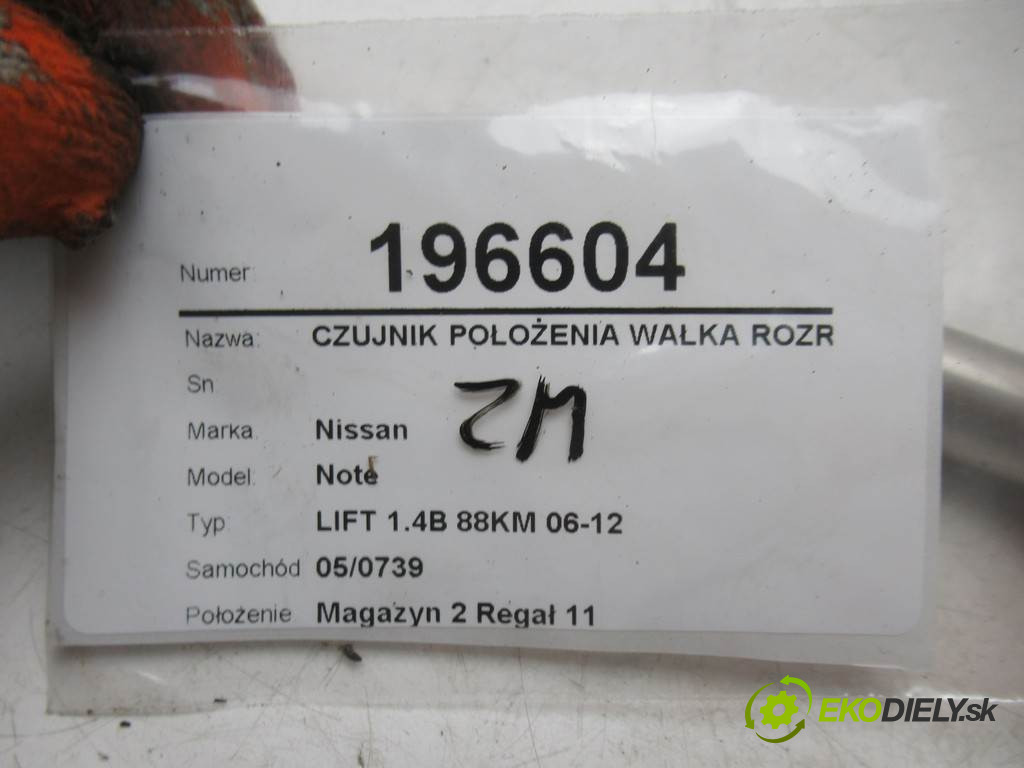 Numer: 196604
Nazwa: CZUJNIK POŁOŻENIA WAŁKA ROZR
Sn
ZM
Marka: Nissan
Model: Note
Typ LIFT 1.4B 88KM 06-12
Samochód 05/0739
Położenie Magazyn 2 Regał 11
EKODIELY.sk